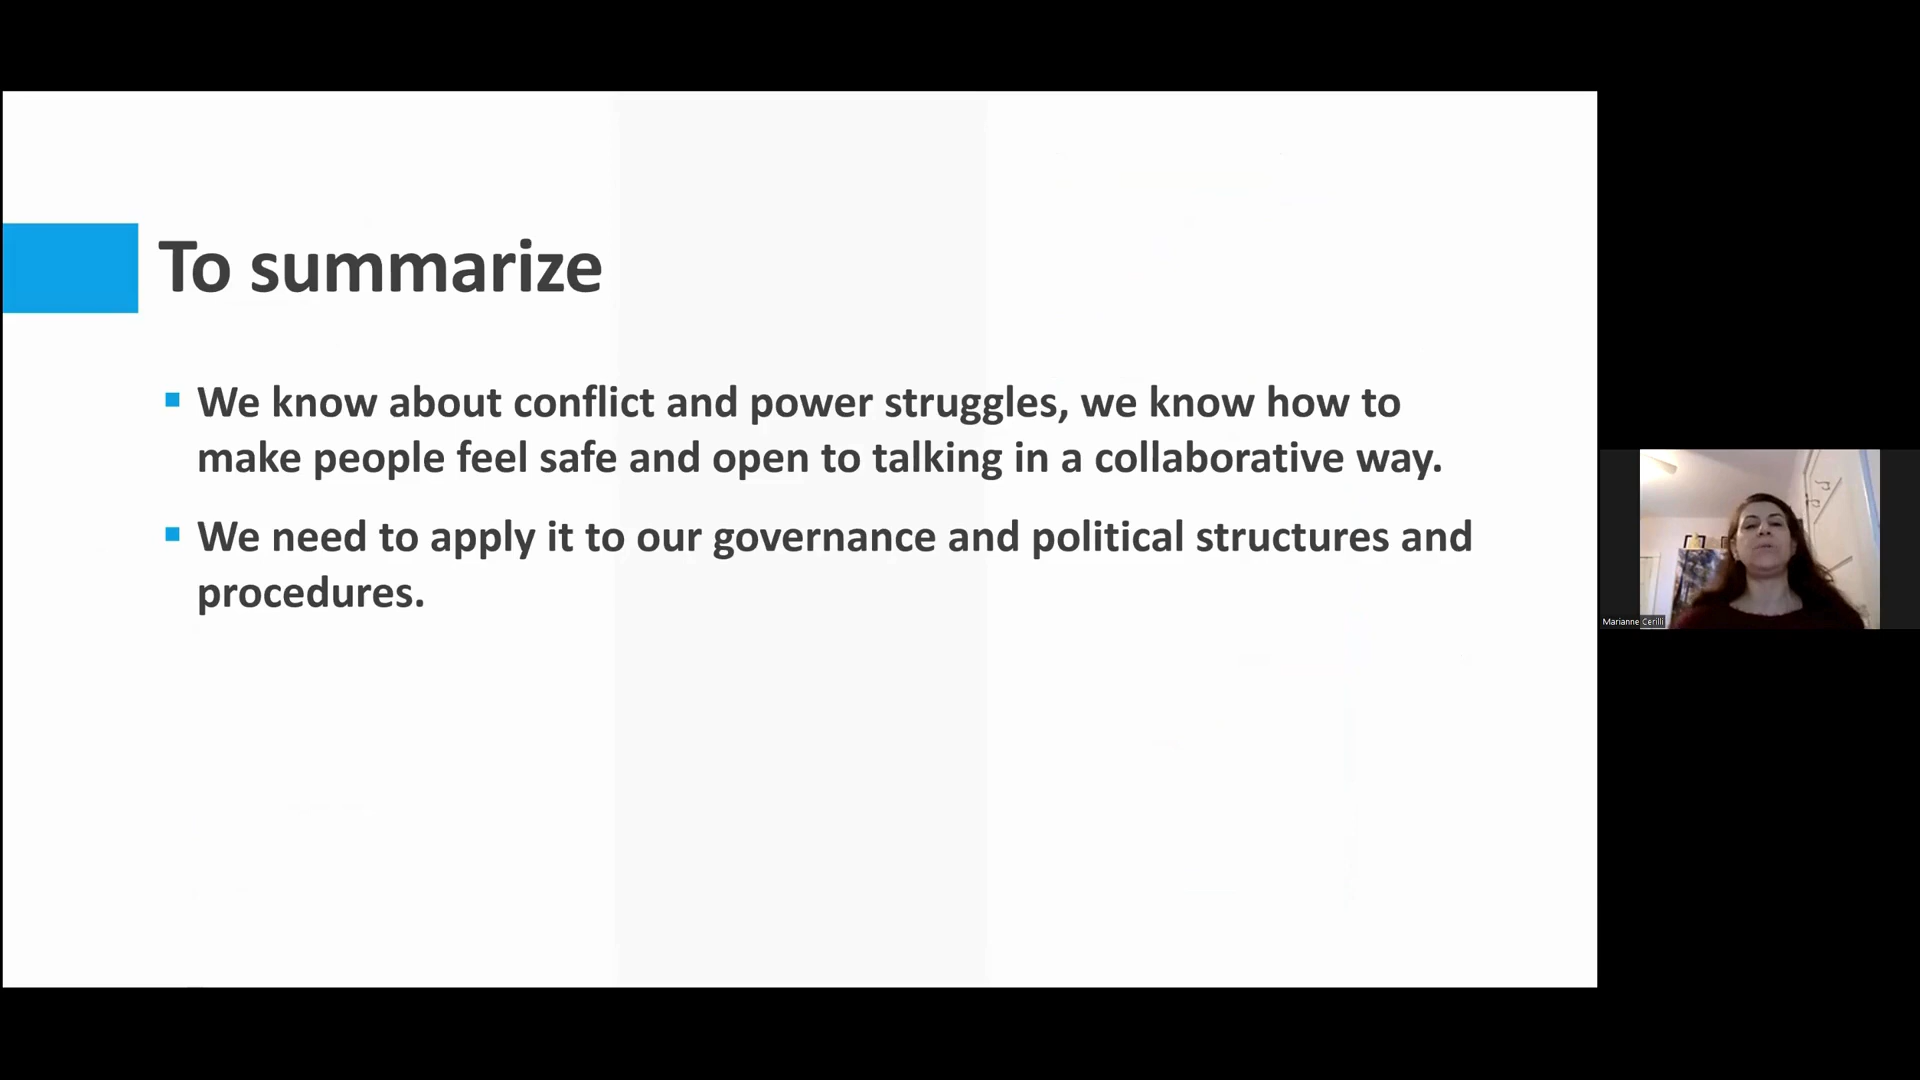 To summarize
We know about conflict and power struggles, we know how to
make people feel safe and open to talking in a collaborative way.
We need to apply it to our governance and political structures and
procedures.
Marianne Cerilli